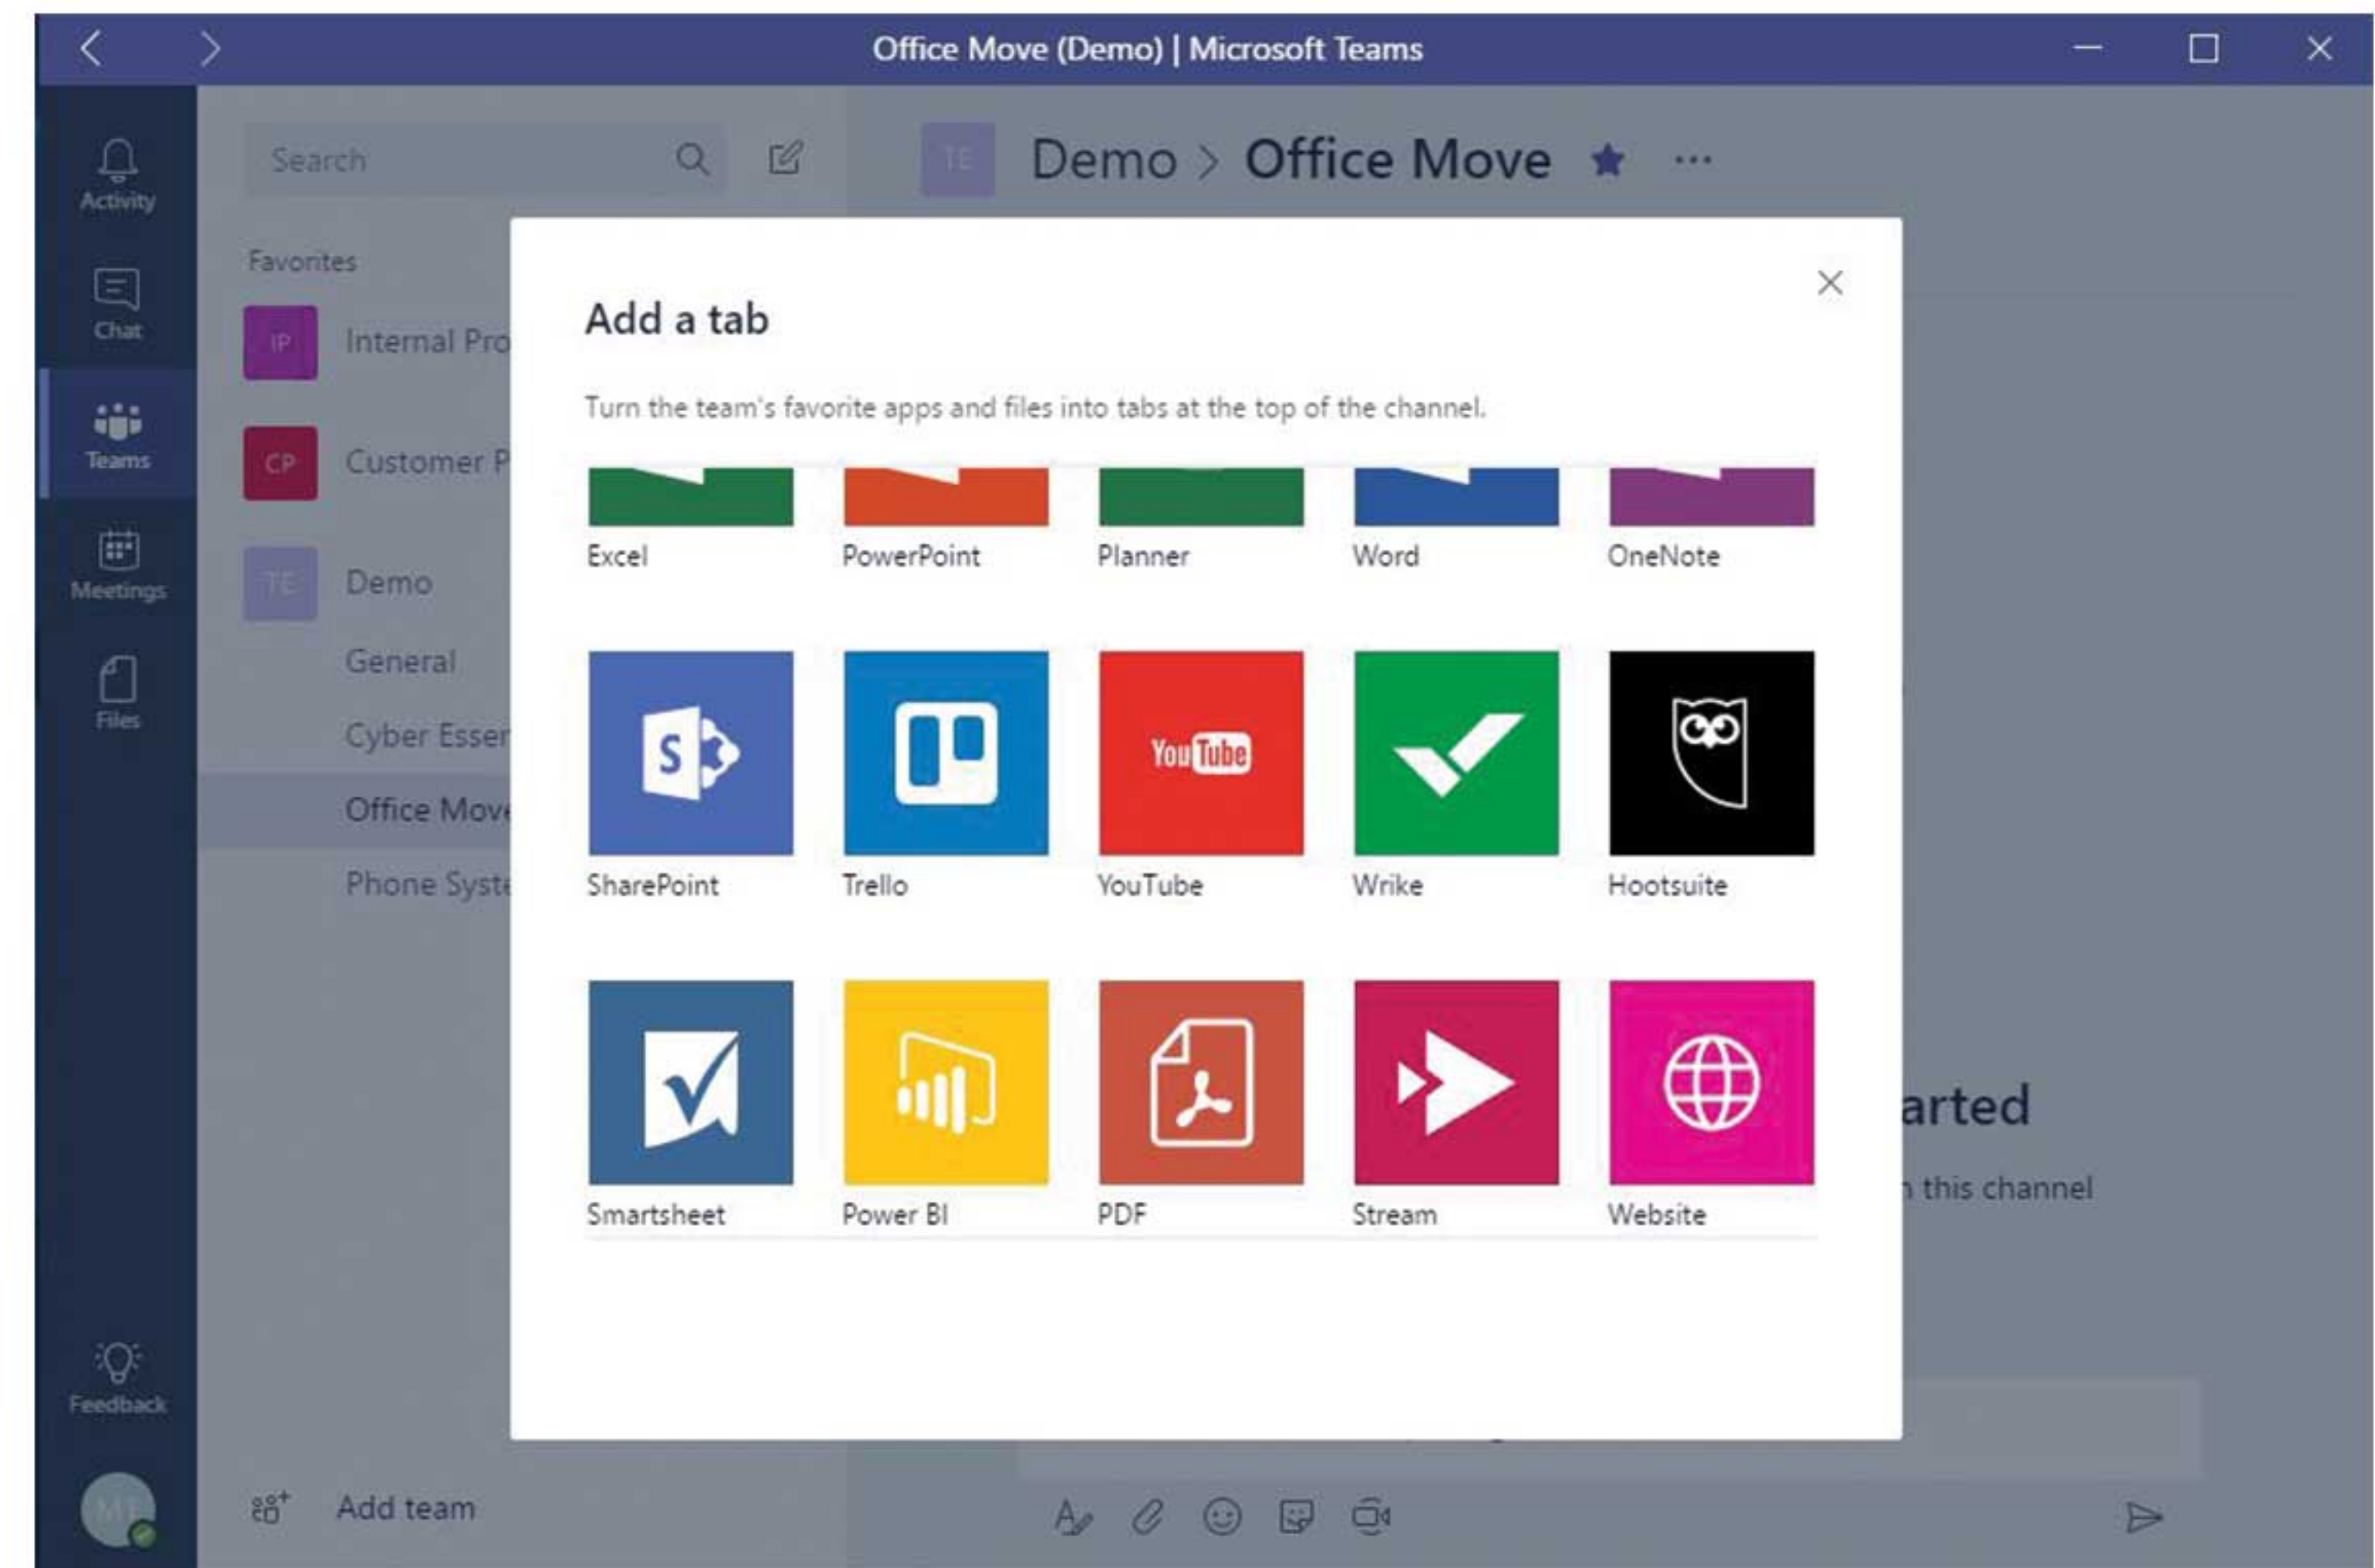 Office Move (Demo) | Microsoft Teams
Activity
Chat
Teams
Meetings
Files
Feedback
Search
Favorites
IP Internal Pro
CP Customer P
TE Demo
General
Cyber Esser
Office Move
Phone Syste
Add team
TE Demo > Office Move ...
Add a tab
Turn the team's favorite apps and files into tabs at the top of the channel.
Excel PowerPoint Planner Word OneNote
S
YouTube
SharePoint Trello YouTube Wrike Hootsuite
Smartsheet Power BI PDF Stream Website
arted
this channel